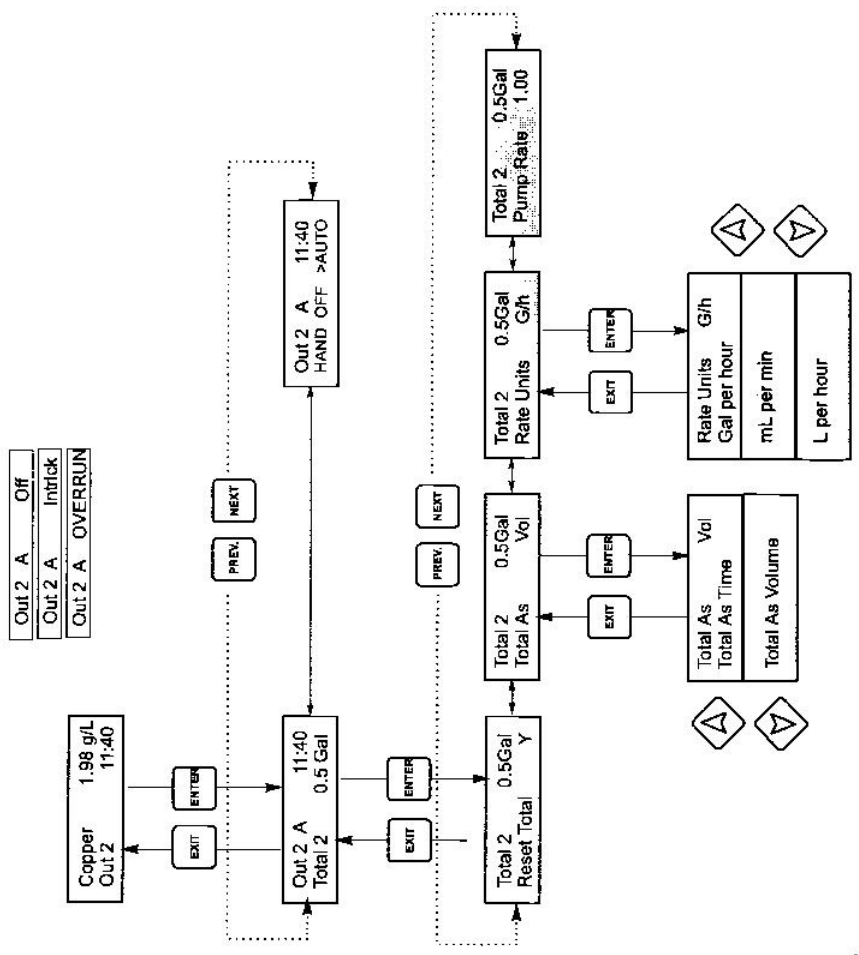 Out 2 A Off
Out 2 A Intrlck
Out 2 A OVERRUN
Copper 1.98 g/L
Out 2 11:40
EXIT
ENTER
PREV.
NEXT
Out 2 A 11:40
Total 2 0.5 Gal
Out 2 A 11:40
HAND OFF >AUTO
EXIT
ENTER
PREV.
NEXT
Total 2 0.5Gal
Reset Total Y
Total 2 0.5Gal
Total As Vol
Total 2 0.5Gal
Rate Units G/h
Total 2 0.5Gal
Pump Rate 1.00
EXIT
ENTER
EXIT
ENTER
Total As Vol
Total As Time
Total As Volume
Rate Units G/h
Gal per hour
mL per min
L per hour